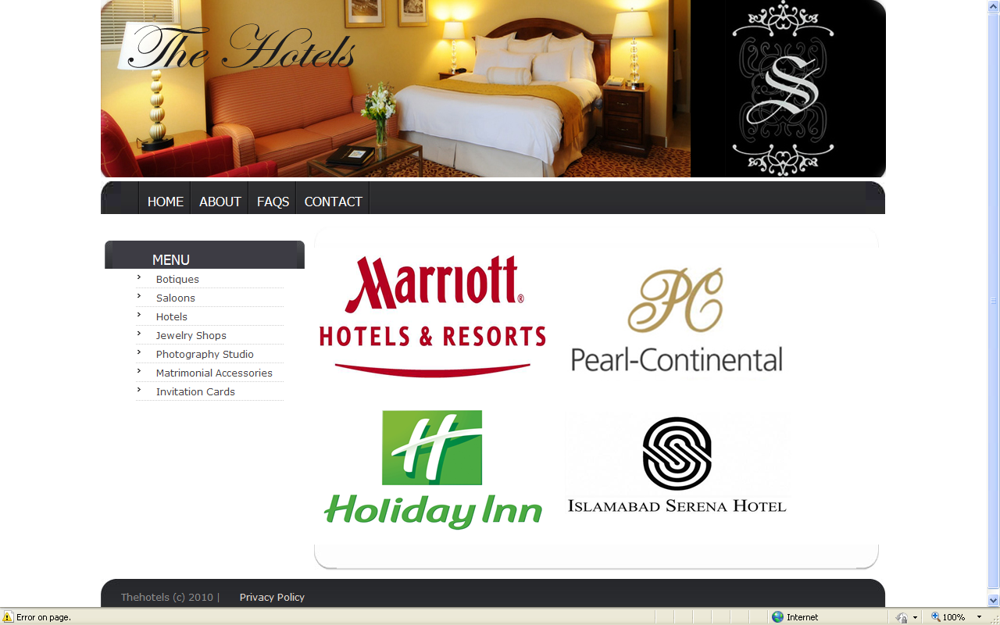 The Hotels
S
HOME ABOUT FAQS CONTACT
MENU
Botiques
Saloons
Hotels
Jewelry Shops
Photography Studio
Matrimonial Accessories
Invitation Cards
Marriott®
HOTELS & RESORTS
PC
Pearl-Continental
H
Holiday Inn
S
ISLAMABAD SERENA HOTEL
Thehotels (c) 2010 | Privacy Policy
Error on page. Internet 100%